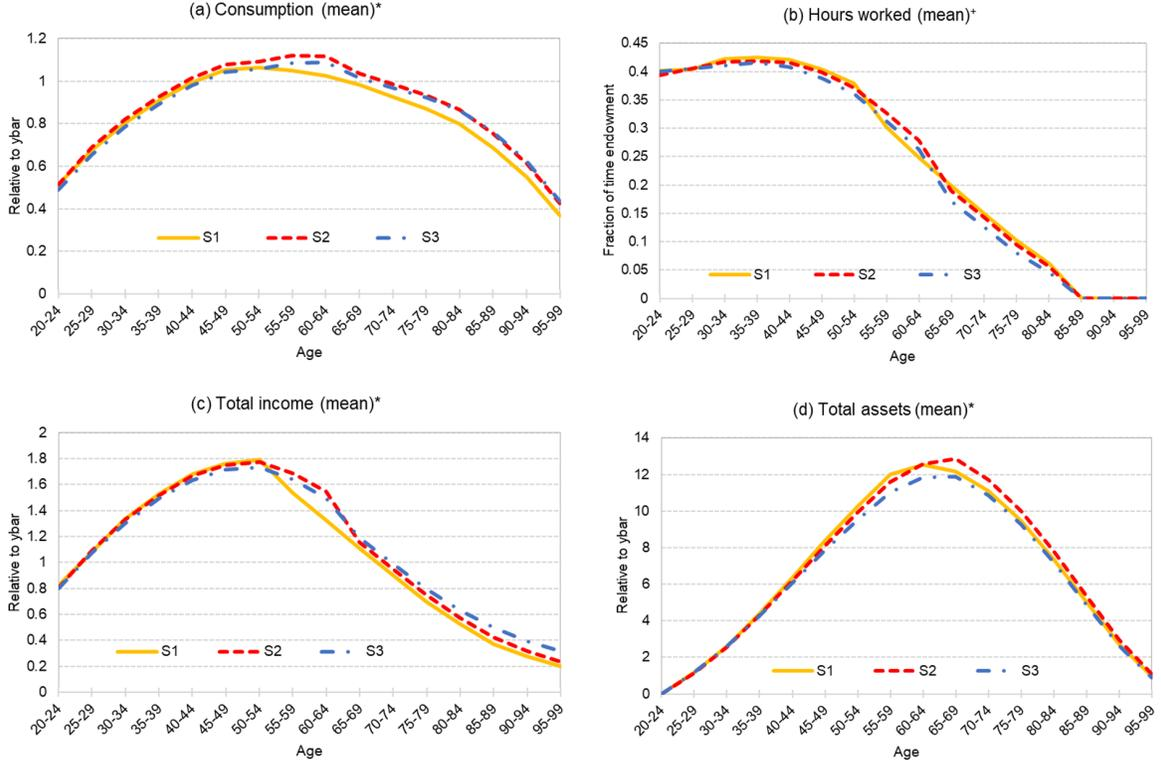 (a) Consumption (mean)*
Relative to ybar
1.2
1
0.8
0.6
0.4
0.2
0
S1 S2 S3
20-24 25-29 30-34 35-39 40-44 45-49 50-54 55-59 60-64 65-69 70-74 75-79 80-84 85-89 90-94 95-99
Age
(b) Hours worked (mean)+
Fraction of time endowment
0.45
0.4
0.35
0.3
0.25
0.2
0.15
0.1
0.05
0
S1 S2 S3
20-24 25-29 30-34 35-39 40-44 45-49 50-54 55-59 60-64 65-69 70-74 75-79 80-84 85-89 90-94 95-99
Age
(c) Total income (mean)*
Relative to ybar
2
1.8
1.6
1.4
1.2
1
0.8
0.6
0.4
0.2
0
S1 S2 S3
20-24 25-29 30-34 35-39 40-44 45-49 50-54 55-59 60-64 65-69 70-74 75-79 80-84 85-89 90-94 95-99
Age
(d) Total assets (mean)*
Relative to ybar
14
12
10
8
6
4
2
0
S1 S2 S3
20-24 25-29 30-34 35-39 40-44 45-49 50-54 55-59 60-64 65-69 70-74 75-79 80-84 85-89 90-94 95-99
Age